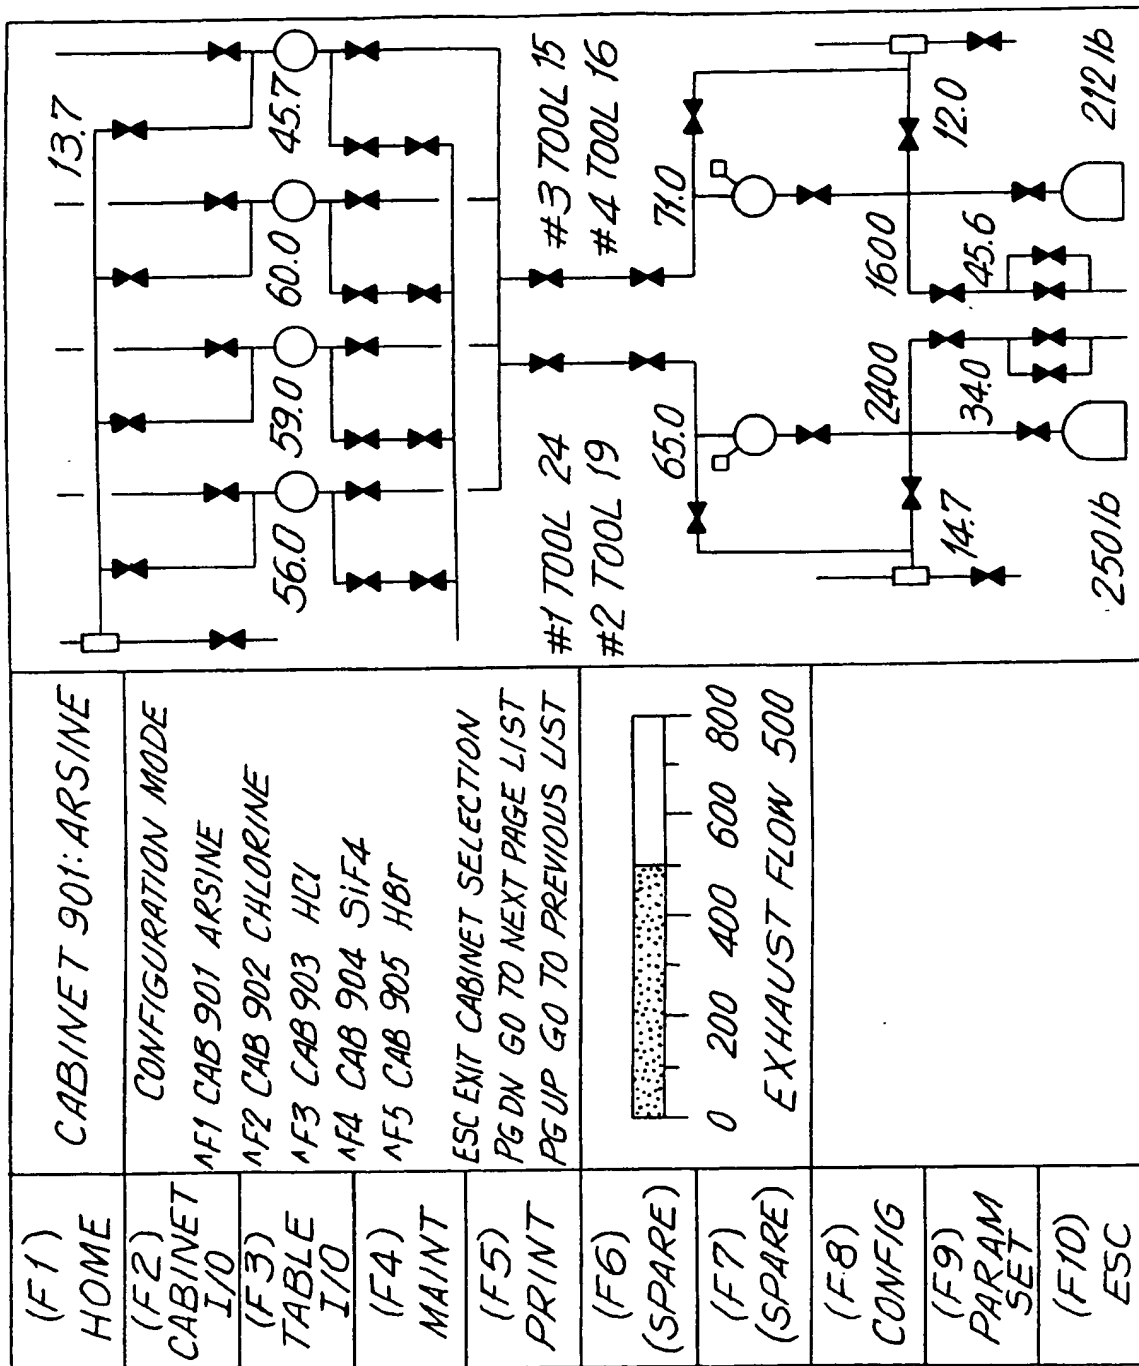 (F1)
HOME
(F2)
CABINET
I/O
(F3)
TABLE
I/O
(F4)
MAINT
(F5)
PRINT
(F6)
(SPARE)
(F7)
(SPARE)
(F8)
CONFIG
(F9)
PARAM
SET
(F10)
ESC
CABINET 901: ARSINE
CONFIGURATION MODE
^F1 CAB 901 ARSINE
^F2 CAB 902 CHLORINE
^F3 CAB 903 HCl
^F4 CAB 904 SiF4
^F5 CAB 905 HBr
ESC EXIT CABINET SELECTION
PG DN GO TO NEXT PAGE LIST
PG UP GO TO PREVIOUS LIST
0 200 400 600 800
EXHAUST FLOW 500
13.7
56.0 59.0 60.0 45.7
#1 TOOL 24
#2 TOOL 19
#3 TOOL 15
#4 TOOL 16
65.0 71.0
2400 1600
14.7 34.0 45.6 12.0
250 lb 212 lb